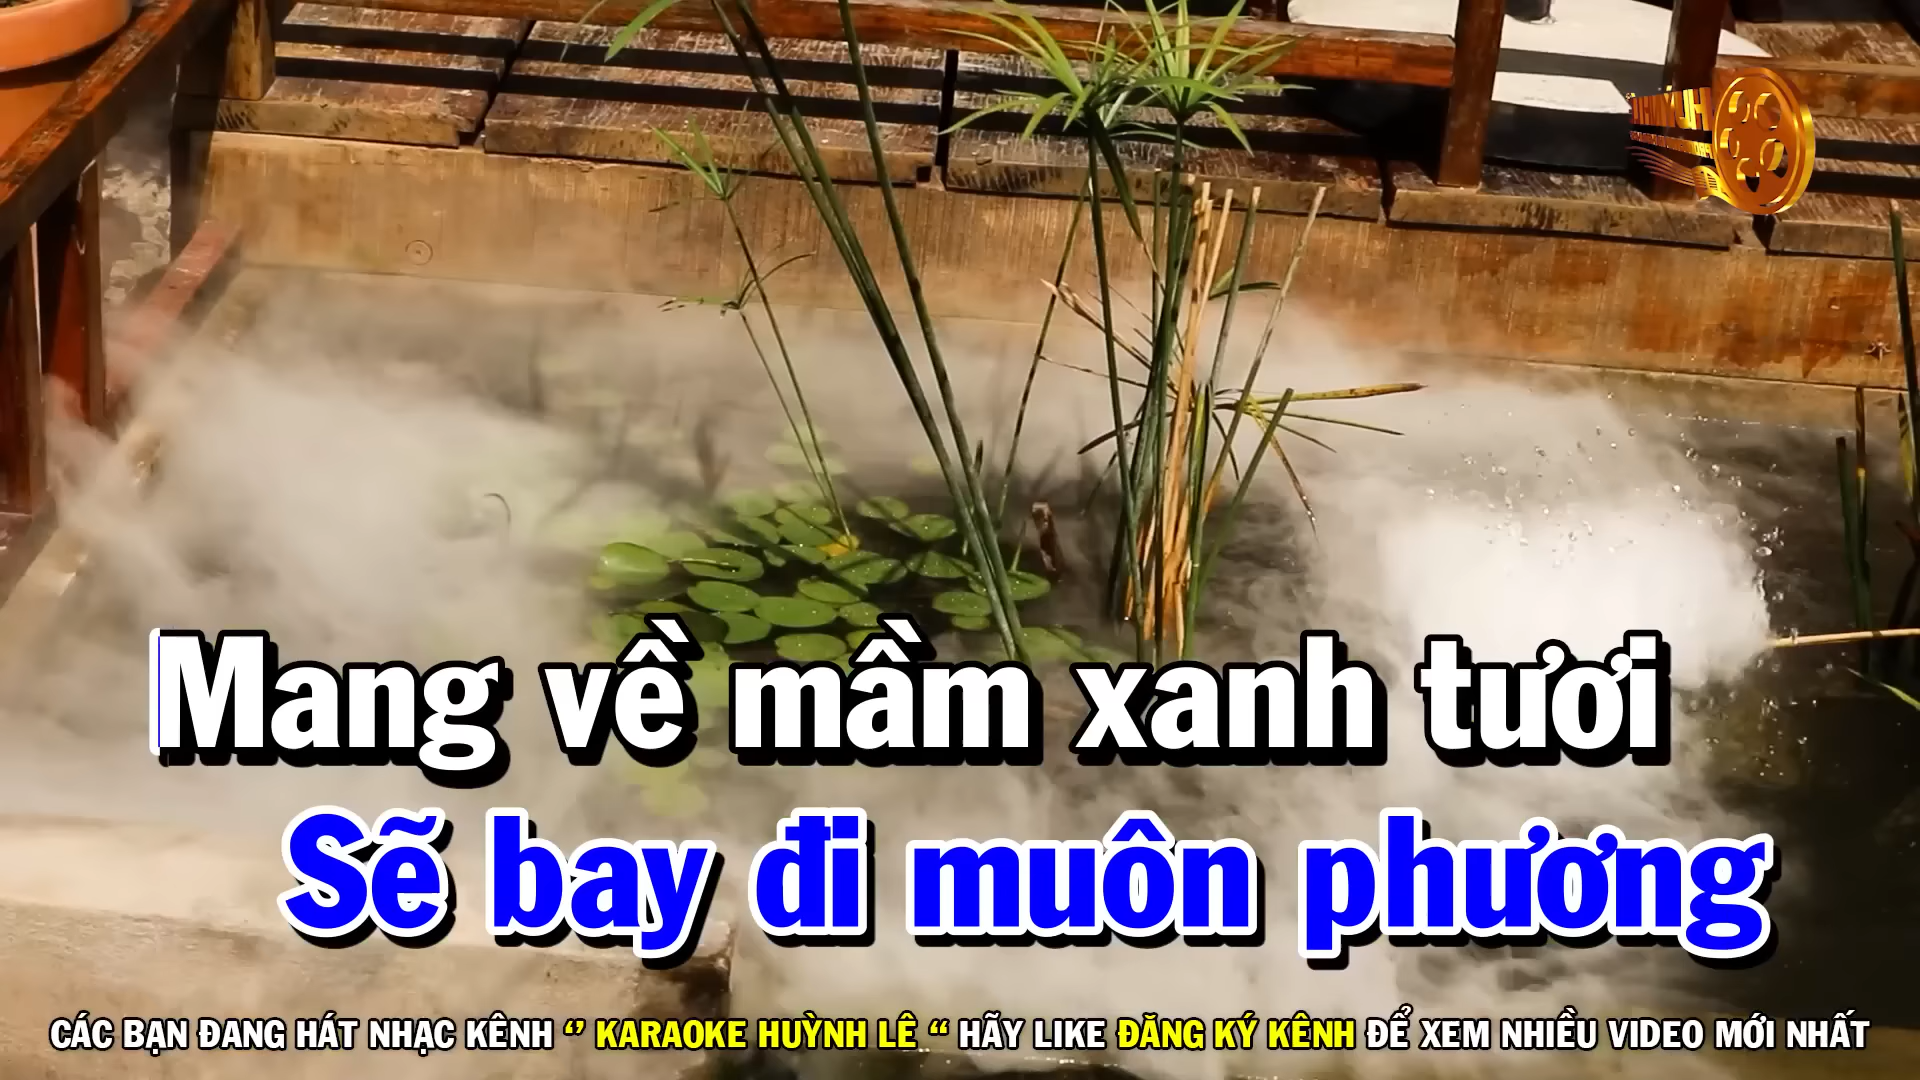 Mang về mầm xanh tươi
Sẽ bay đi muôn phương
CÁC BẠN ĐANG HÁT NHẠC KÊNH “ KARAOKE HUỲNH LÊ “ HÃY LIKE ĐĂNG KÝ KÊNH ĐỂ XEM NHIỀU VIDEO MỚI NHẤT